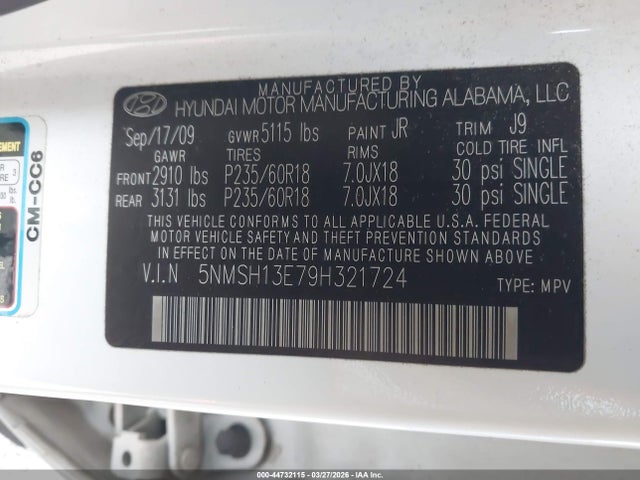 MANUFACTURED BY
HYUNDAI MOTOR MANUFACTURING ALABAMA, LLC
Sep/17/09 GVWR 5115 lbs PAINT JR TRIM J9
GAWR TIRES RIMS COLD TIRE INFL
FRONT 2910 lbs P235/60R18 7.0JX18 30 psi SINGLE
REAR 3131 lbs P235/60R18 7.0JX18 30 psi SINGLE
THIS VEHICLE CONFORMS TO ALL APPLICABLE U.S.A. FEDERAL
MOTOR VEHICLE SAFETY AND THEFT PREVENTION STANDARDS
IN EFFECT ON THE DATE OF MANUFACTURE SHOWN ABOVE
V.I.N 5NMSH13E79H321724 TYPE: MPV
CM-CC6
000-44732115 - 03/27/2026 - IAA